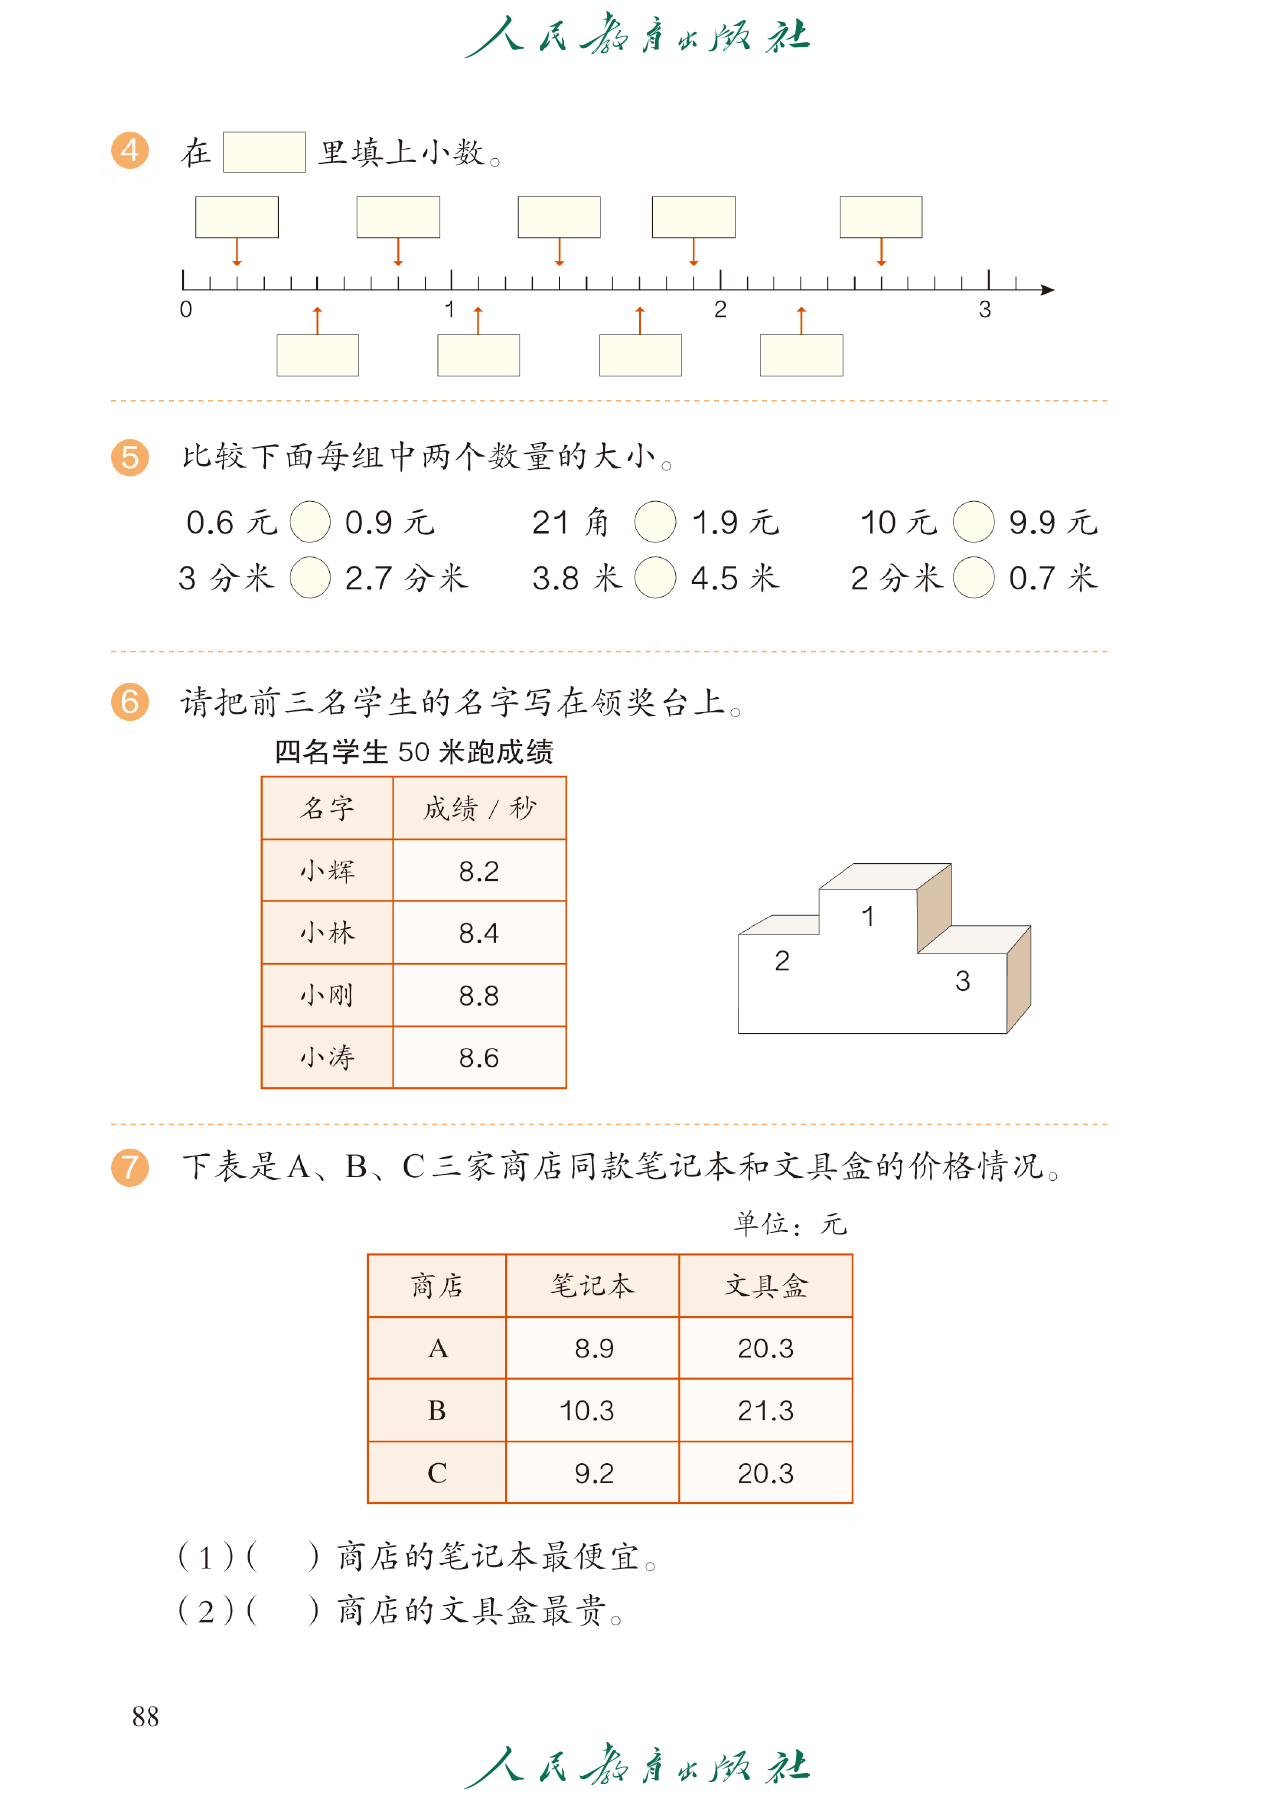 人民教育出版社
4 在 里填上小数。
0 1 2 3
5 比较下面每组中两个数量的大小。
0.6 元 0.9 元 21 角 1.9 元 10 元 9.9 元
3 分米 2.7 分米 3.8 米 4.5 米 2 分米 0.7 米
6 请把前三名学生的名字写在领奖台上。
四名学生 50 米跑成绩
名字 成绩 / 秒
小辉 8.2
小林 8.4
小刚 8.8
小涛 8.6
1
2
3
7 下表是A、B、C三家商店同款笔记本和文具盒的价格情况。
单位：元
商店 笔记本 文具盒
A 8.9 20.3
B 10.3 21.3
C 9.2 20.3
（1）（ ）商店的笔记本最便宜。
（2）（ ）商店的文具盒最贵。
88
人民教育出版社